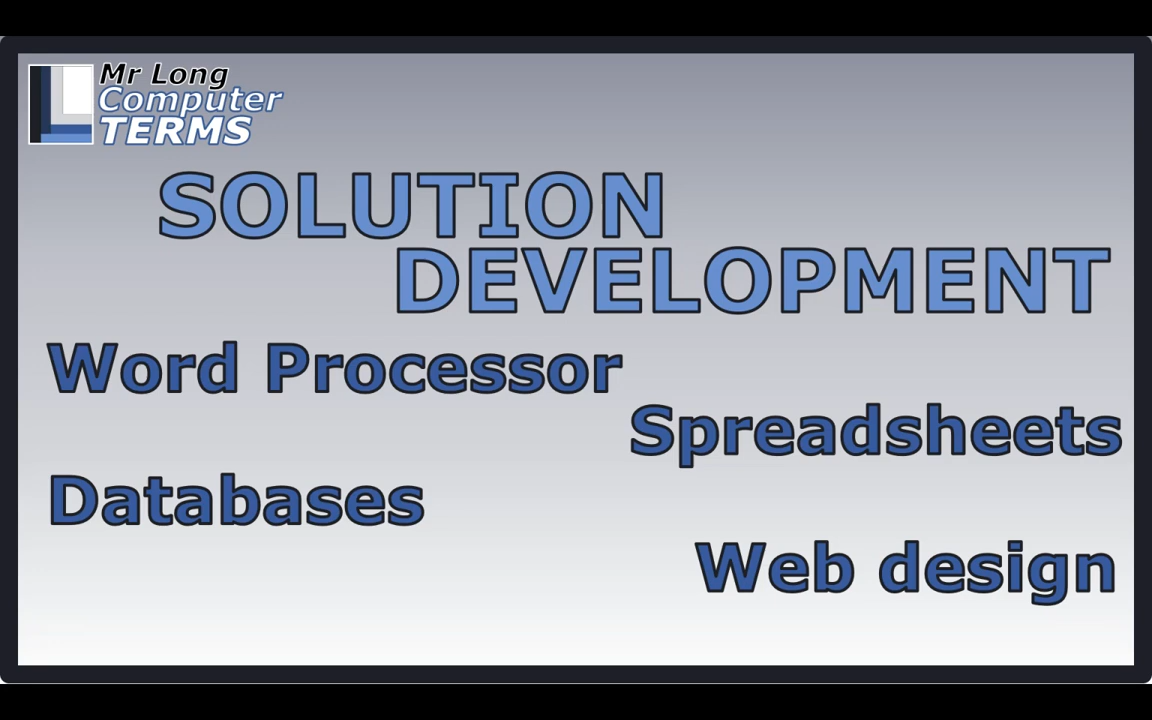 Mr Long
Computer
TERMS
SOLUTION
DEVELOPMENT
Word Processor
Spreadsheets
Databases
Web design